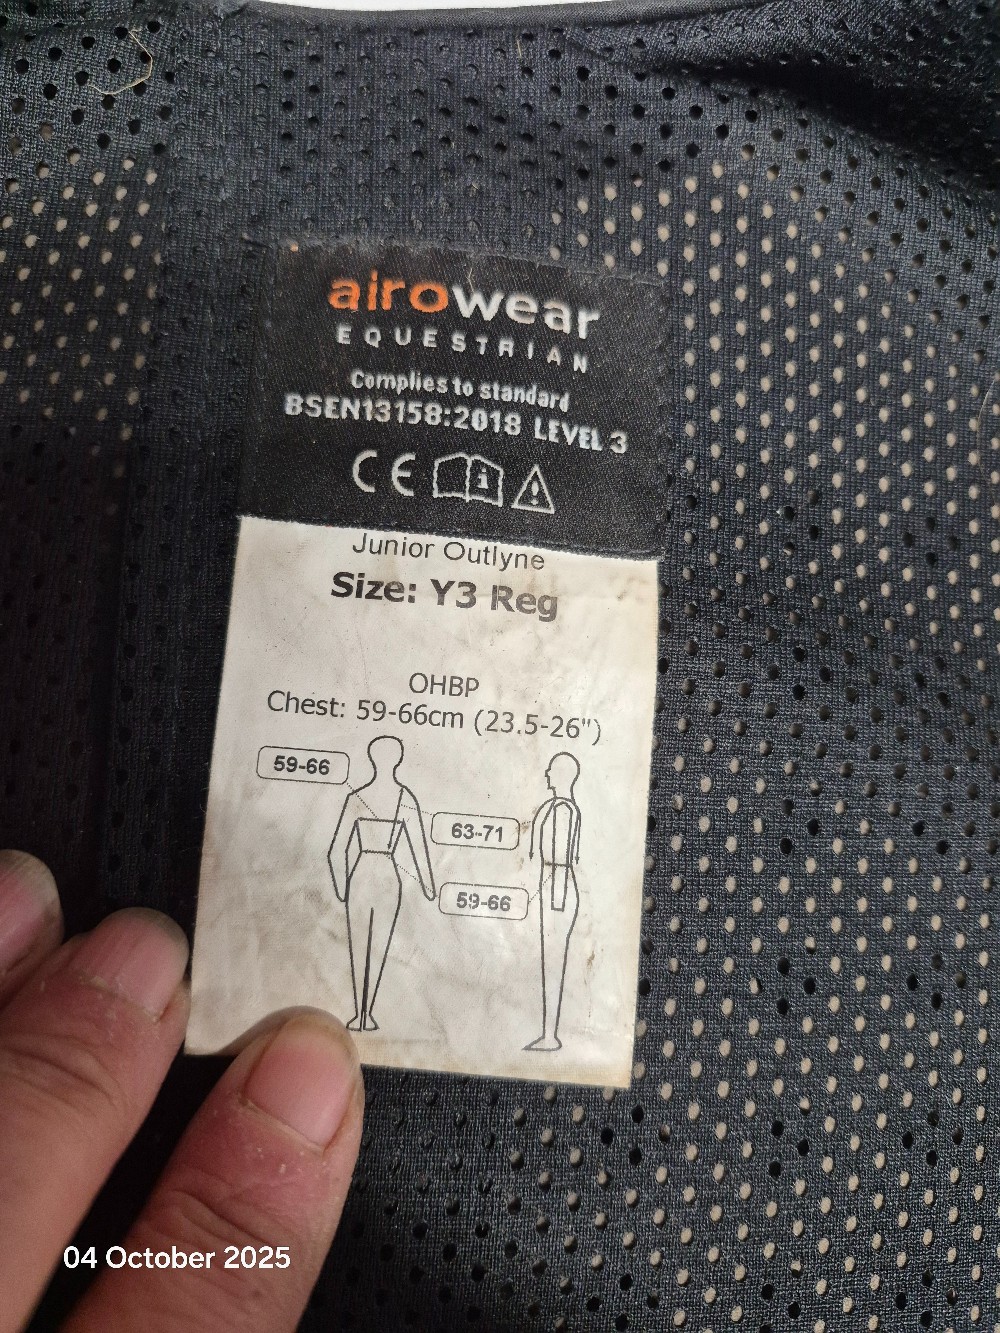 airowear
EQUESTRIAN
Complies to standard
BSEN13158:2018 LEVEL 3
CE i
Junior Outlyne
Size: Y3 Reg
OHBP
Chest: 59-66cm (23.5-26")
59-66
63-71
59-66
04 October 2025